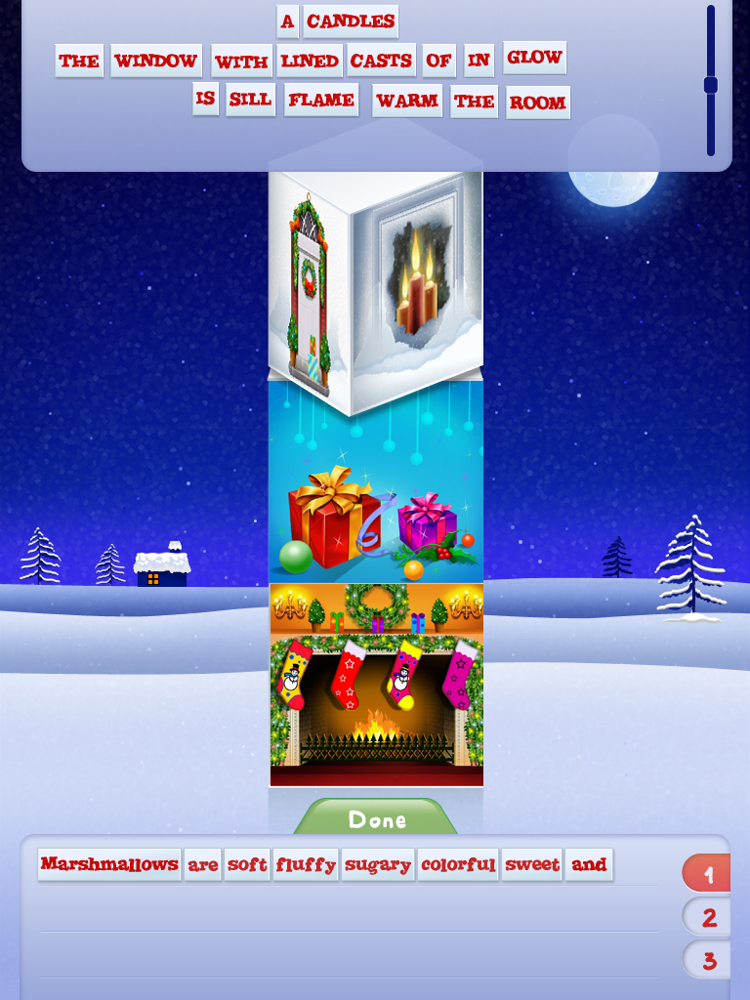 A CANDLES
THE WINDOW WITH LINED CASTS OF IN GLOW
IS SILL FLAME WARM THE ROOM
Done
Marshmallows are soft fluffy sugary colorful sweet and
1
2
3